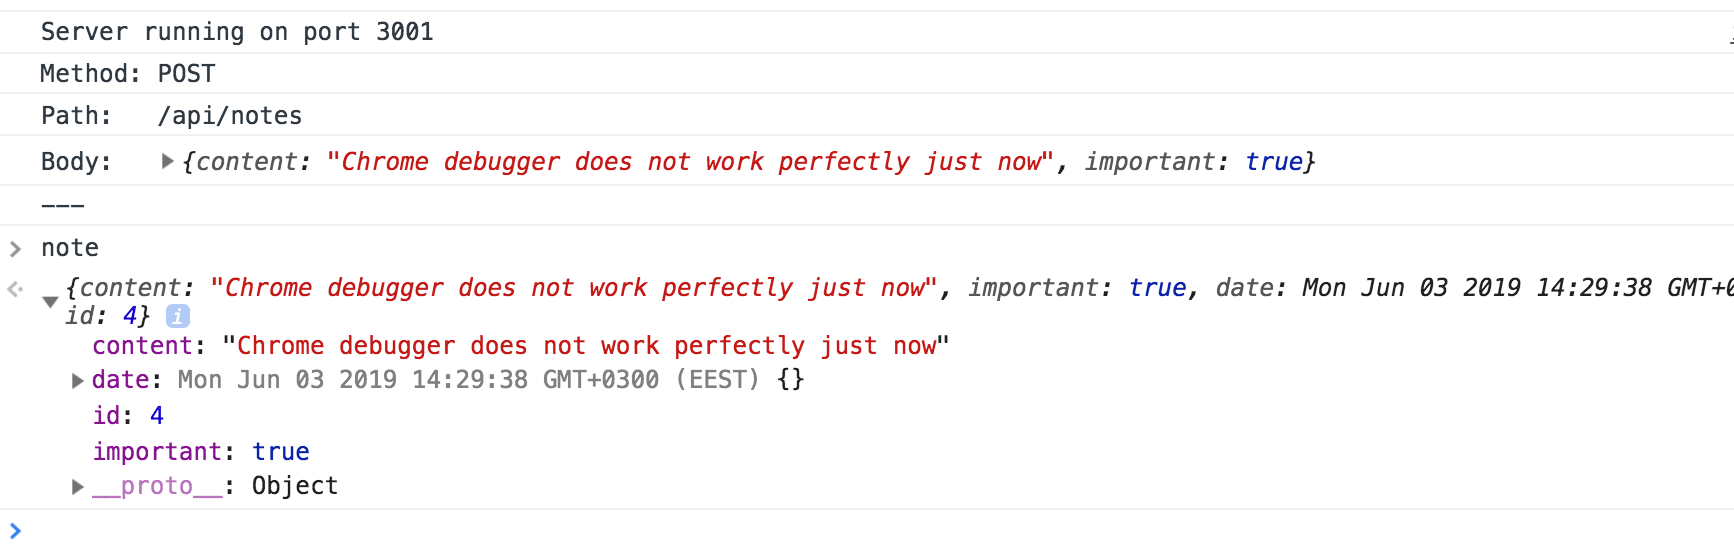 Server running on port 3001
Method: POST
Path:   /api/notes
Body:   {content: "Chrome debugger does not work perfectly just now", important: true}
---
note
{content: "Chrome debugger does not work perfectly just now", important: true, date: Mon Jun 03 2019 14:29:38 GMT+0
id: 4} i
content: "Chrome debugger does not work perfectly just now"
date: Mon Jun 03 2019 14:29:38 GMT+0300 (EEST) {}
id: 4
important: true
__proto__: Object